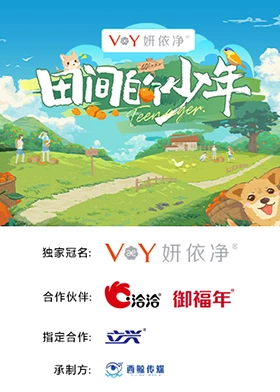 VOY 妍依净®
田间的少年
Teenager.
独家冠名: VOY 妍依净®
合作伙伴: 洽洽® 御福年®
指定合作: 立兴®
承制方: 西鲸传媒